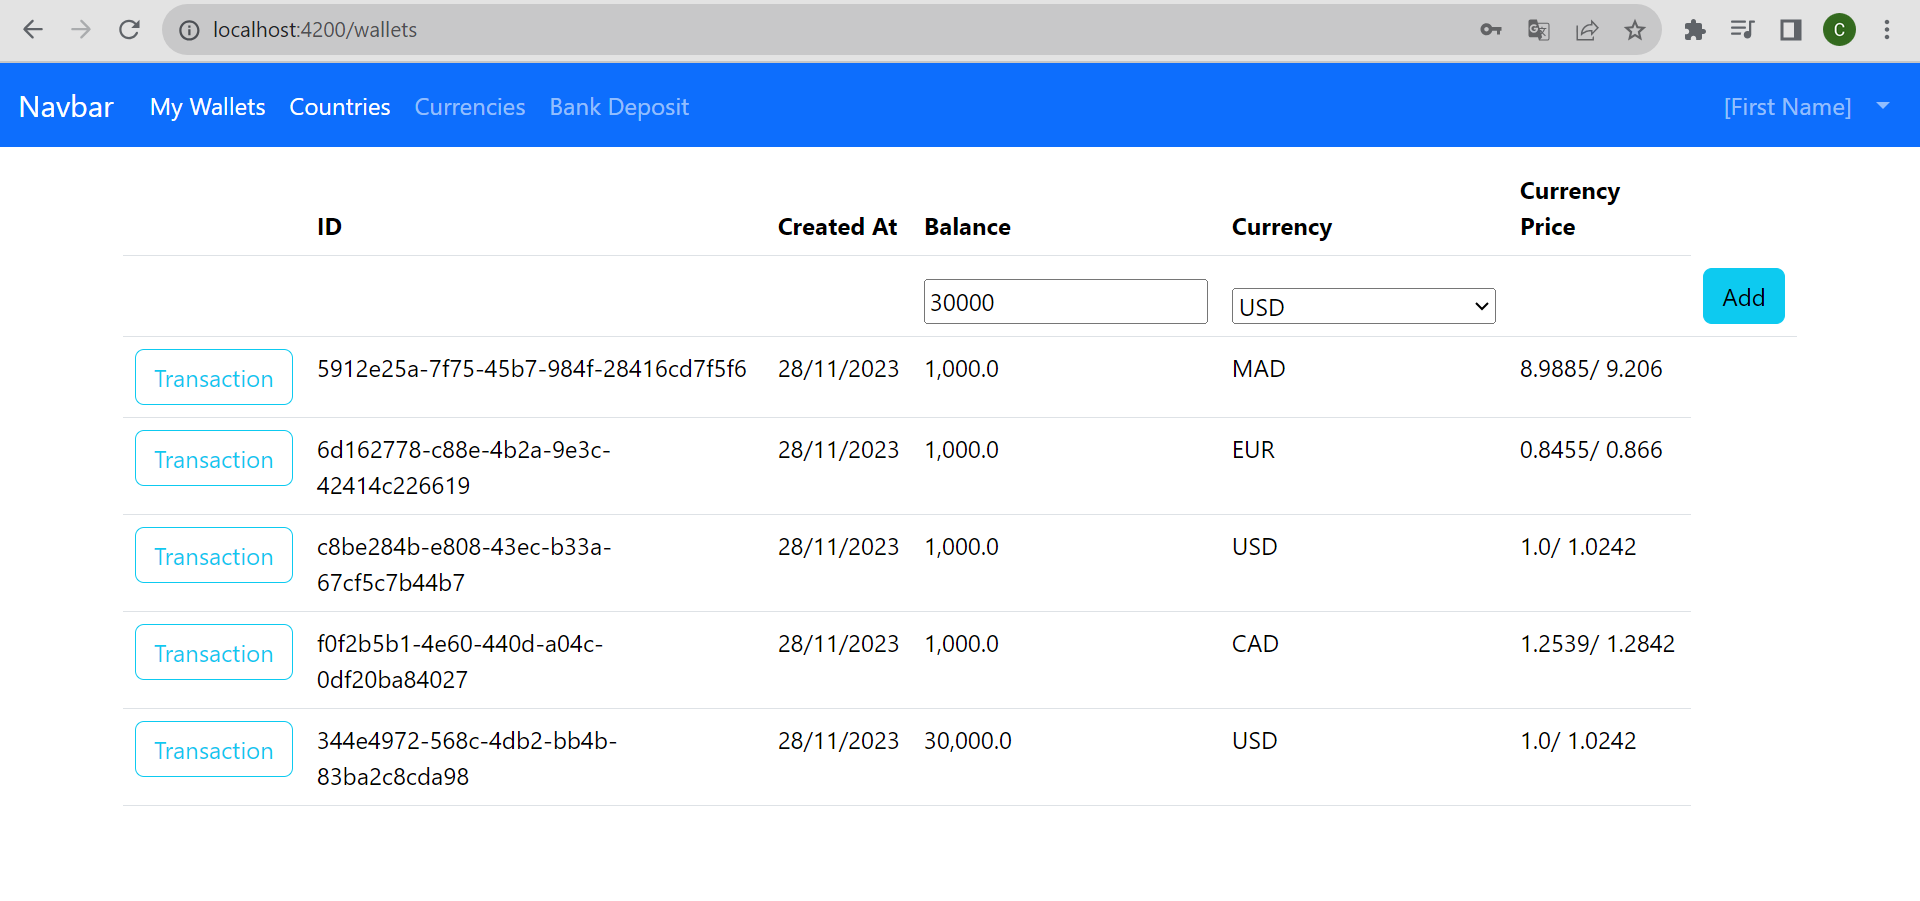 localhost:4200/wallets
C
Navbar My Wallets Countries Currencies Bank Deposit [First Name]
ID Created At Balance Currency Currency Price
30000 USD Add
Transaction 5912e25a-7f75-45b7-984f-28416cd7f5f6 28/11/2023 1,000.0 MAD 8.9885/ 9.206
Transaction 6d162778-c88e-4b2a-9e3c-
42414c226619 28/11/2023 1,000.0 EUR 0.8455/ 0.866
Transaction c8be284b-e808-43ec-b33a-
67cf5c7b44b7 28/11/2023 1,000.0 USD 1.0/ 1.0242
Transaction f0f2b5b1-4e60-440d-a04c-
0df20ba84027 28/11/2023 1,000.0 CAD 1.2539/ 1.2842
Transaction 344e4972-568c-4db2-bb4b-
83ba2c8cda98 28/11/2023 30,000.0 USD 1.0/ 1.0242